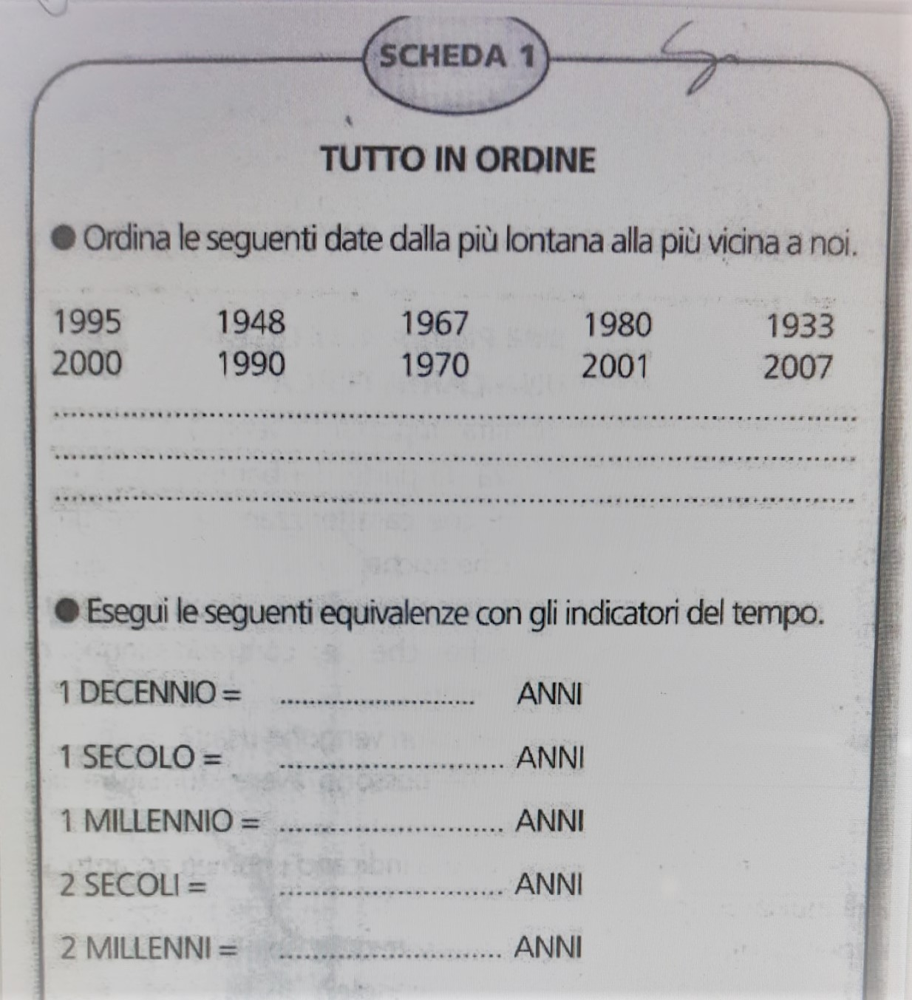 SCHEDA 1
TUTTO IN ORDINE
● Ordina le seguenti date dalla più lontana alla più vicina a noi.
1995 1948 1967 1980 1933
2000 1990 1970 2001 2007
● Esegui le seguenti equivalenze con gli indicatori del tempo.
1 DECENNIO = ........................... ANNI
1 SECOLO = ............................... ANNI
1 MILLENNIO = ............................... ANNI
2 SECOLI = ............................... ANNI
2 MILLENNI = ............................... ANNI